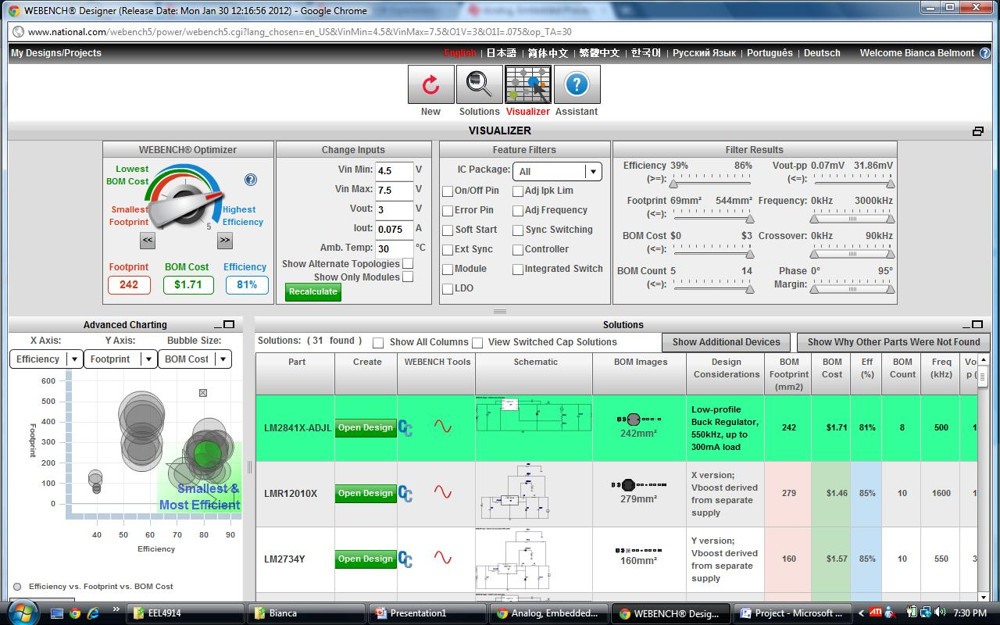 WEBENCH® Designer (Release Date: Mon Jan 30 12:16:56 2012) - Google Chrome
www.national.com/webench5/power/webench5.cgi?lang_chosen=en_US&VinMin=4.5&VinMax=7.5&O1V=3&O1I=.075&op_TA=30
My Designs/Projects
English | 日本語 | 简体中文 | 繁體中文 | 한국어 | Русский Язык | Português | Deutsch
Welcome Bianca Belmont ?
New Solutions Visualizer Assistant
VISUALIZER
WEBENCH® Optimizer
Lowest
BOM Cost
Smallest
Footprint
Highest
Efficiency
5
<< >>
Footprint BOM Cost Efficiency
242 $1.71 81%
Change Inputs
Vin Min: 4.5 V
Vin Max: 7.5 V
Vout: 3 V
Iout: 0.075 A
Amb. Temp: 30 °C
Show Alternate Topologies
Show Only Modules
Recalculate
Feature Filters
IC Package: All
On/Off Pin Adj Ipk Lim
Error Pin Adj Frequency
Soft Start Sync Switching
Ext Sync Controller
Module Integrated Switch
LDO
Filter Results
Efficiency 39% 86% Vout-pp 0.07mV 31.86mV
(>=): (<=):
Footprint 69mm² 544mm² Frequency: 0kHz 3000kHz
(<=):
BOM Cost $0 $3 Crossover: 0kHz 90kHz
(<=):
BOM Count 5 14 Phase 0° 95°
(<=): Margin:
Advanced Charting
X Axis: Y Axis: Bubble Size:
Efficiency Footprint BOM Cost
600
500
400
300
200
100
0
Footprint
Smallest &
Most Efficient
40 50 60 70 80 90
Efficiency
Efficiency vs. Footprint vs. BOM Cost
Solutions
Solutions: ( 31 found ) Show All Columns View Switched Cap Solutions Show Additional Devices Show Why Other Parts Were Not Found
Part Create WEBENCH Tools Schematic BOM Images Design Considerations BOM Footprint (mm2) BOM Cost Eff (%) BOM Count Freq (kHz)
LM2841X-ADJL Open Design 242mm² Low-profile Buck Regulator, 550kHz, up to 300mA load 242 $1.71 81% 8 500
LMR12010X Open Design 279mm² X version; Vboost derived from separate supply 279 $1.46 85% 10 1600
LM2734Y Open Design 160mm² Y version; Vboost derived from separate supply 160 $1.57 85% 10 550
EEL4914 Bianca Presentation1 Analog, Embedded... WEBENCH® Desig... Project - Microsoft ... ATI 7:30 PM